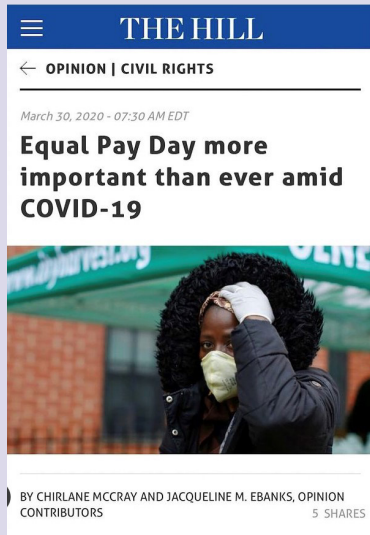 THE HILL
← OPINION | CIVIL RIGHTS
March 30, 2020 - 07:30 AM EDT
Equal Pay Day more
important than ever amid
COVID-19
BY CHIRLANE MCCRAY AND JACQUELINE M. EBANKS, OPINION
CONTRIBUTORS
5 SHARES